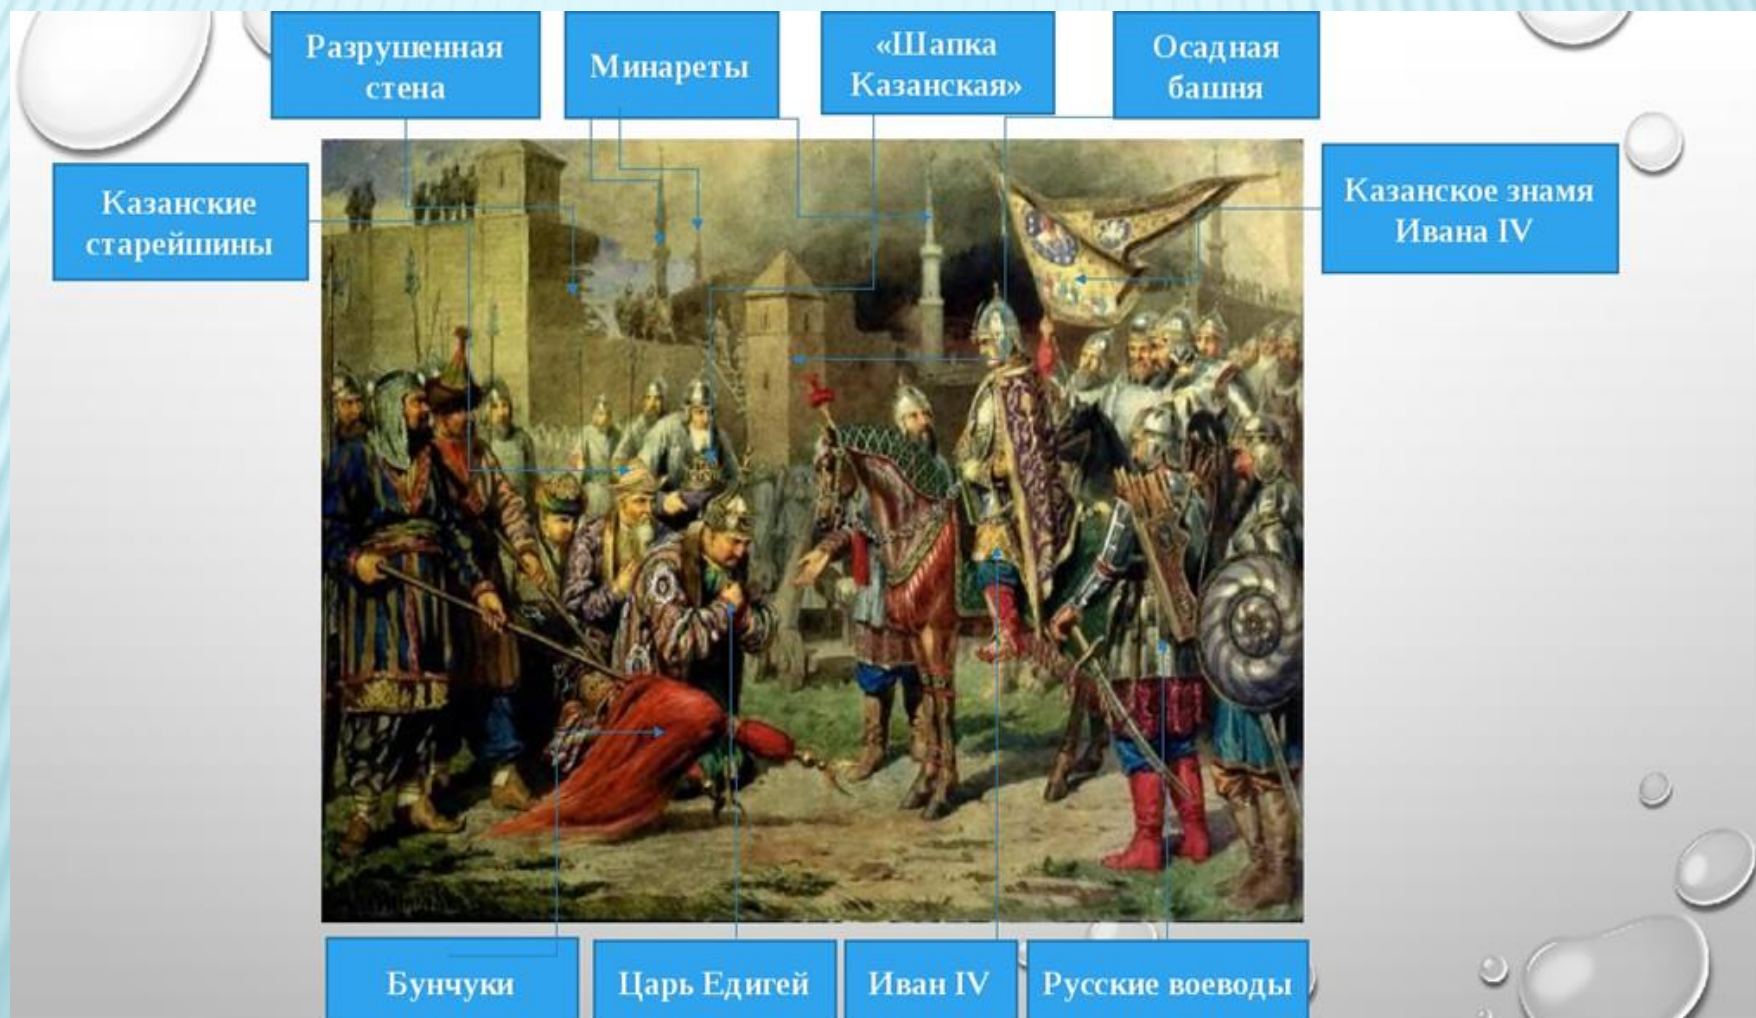 Разрушенная
стена
Минареты
«Шапка
Казанская»
Осадная
башня
Казанские
старейшины
Казанское знамя
Ивана IV
Бунчуки
Царь Едигей
Иван IV
Русские воеводы